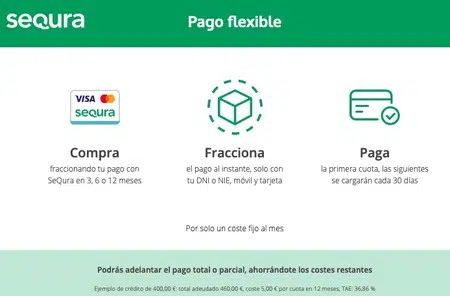 seQura
Pago flexible
VISA
seQura
Compra
fraccionando tu pago con
SeQura en 3, 6 o 12 meses
Fracciona
el pago al instante, solo con
tu DNI o NIE, móvil y tarjeta
Paga
la primera cuota, las siguientes
se cargarán cada 30 días
Por solo un coste fijo al mes
Podrás adelantar el pago total o parcial, ahorrándote los costes restantes
Ejemplo de crédito de 400,00 €: total adeudado 460,00 €, coste 5,00 € por cuota en 12 meses, TAE: 36,86 %